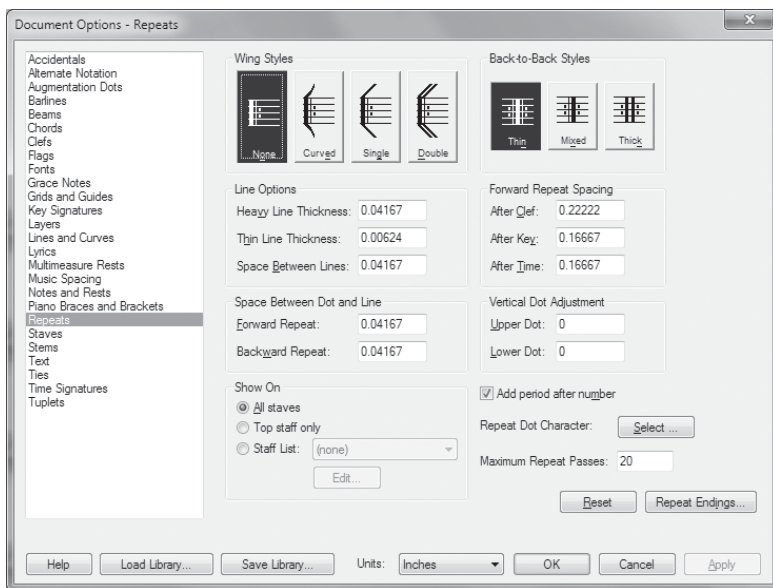 Document Options - Repeats
x
Accidentals
Alternate Notation
Augmentation Dots
Barlines
Beams
Chords
Clefs
Flags
Fonts
Grace Notes
Grids and Guides
Key Signatures
Layers
Lines and Curves
Lyrics
Multimeasure Rests
Music Spacing
Notes and Rests
Piano Braces and Brackets
Repeats
Staves
Stems
Text
Ties
Time Signatures
Tuplets
Wing Styles
None Curved Single Double
Back-to-Back Styles
Thin Mixed Thick
Line Options
Heavy Line Thickness: 0.04167
Thin Line Thickness: 0.00624
Space Between Lines: 0.04167
Forward Repeat Spacing
After Clef: 0.22222
After Key: 0.16667
After Time: 0.16667
Space Between Dot and Line
Forward Repeat: 0.04167
Backward Repeat: 0.04167
Vertical Dot Adjustment
Upper Dot: 0
Lower Dot: 0
Show On
All staves
Top staff only
Staff List: (none)
Edit...
Add period after number
Repeat Dot Character: Select ...
Maximum Repeat Passes: 20
Reset Repeat Endings...
Help Load Library... Save Library... Units: Inches OK Cancel Apply